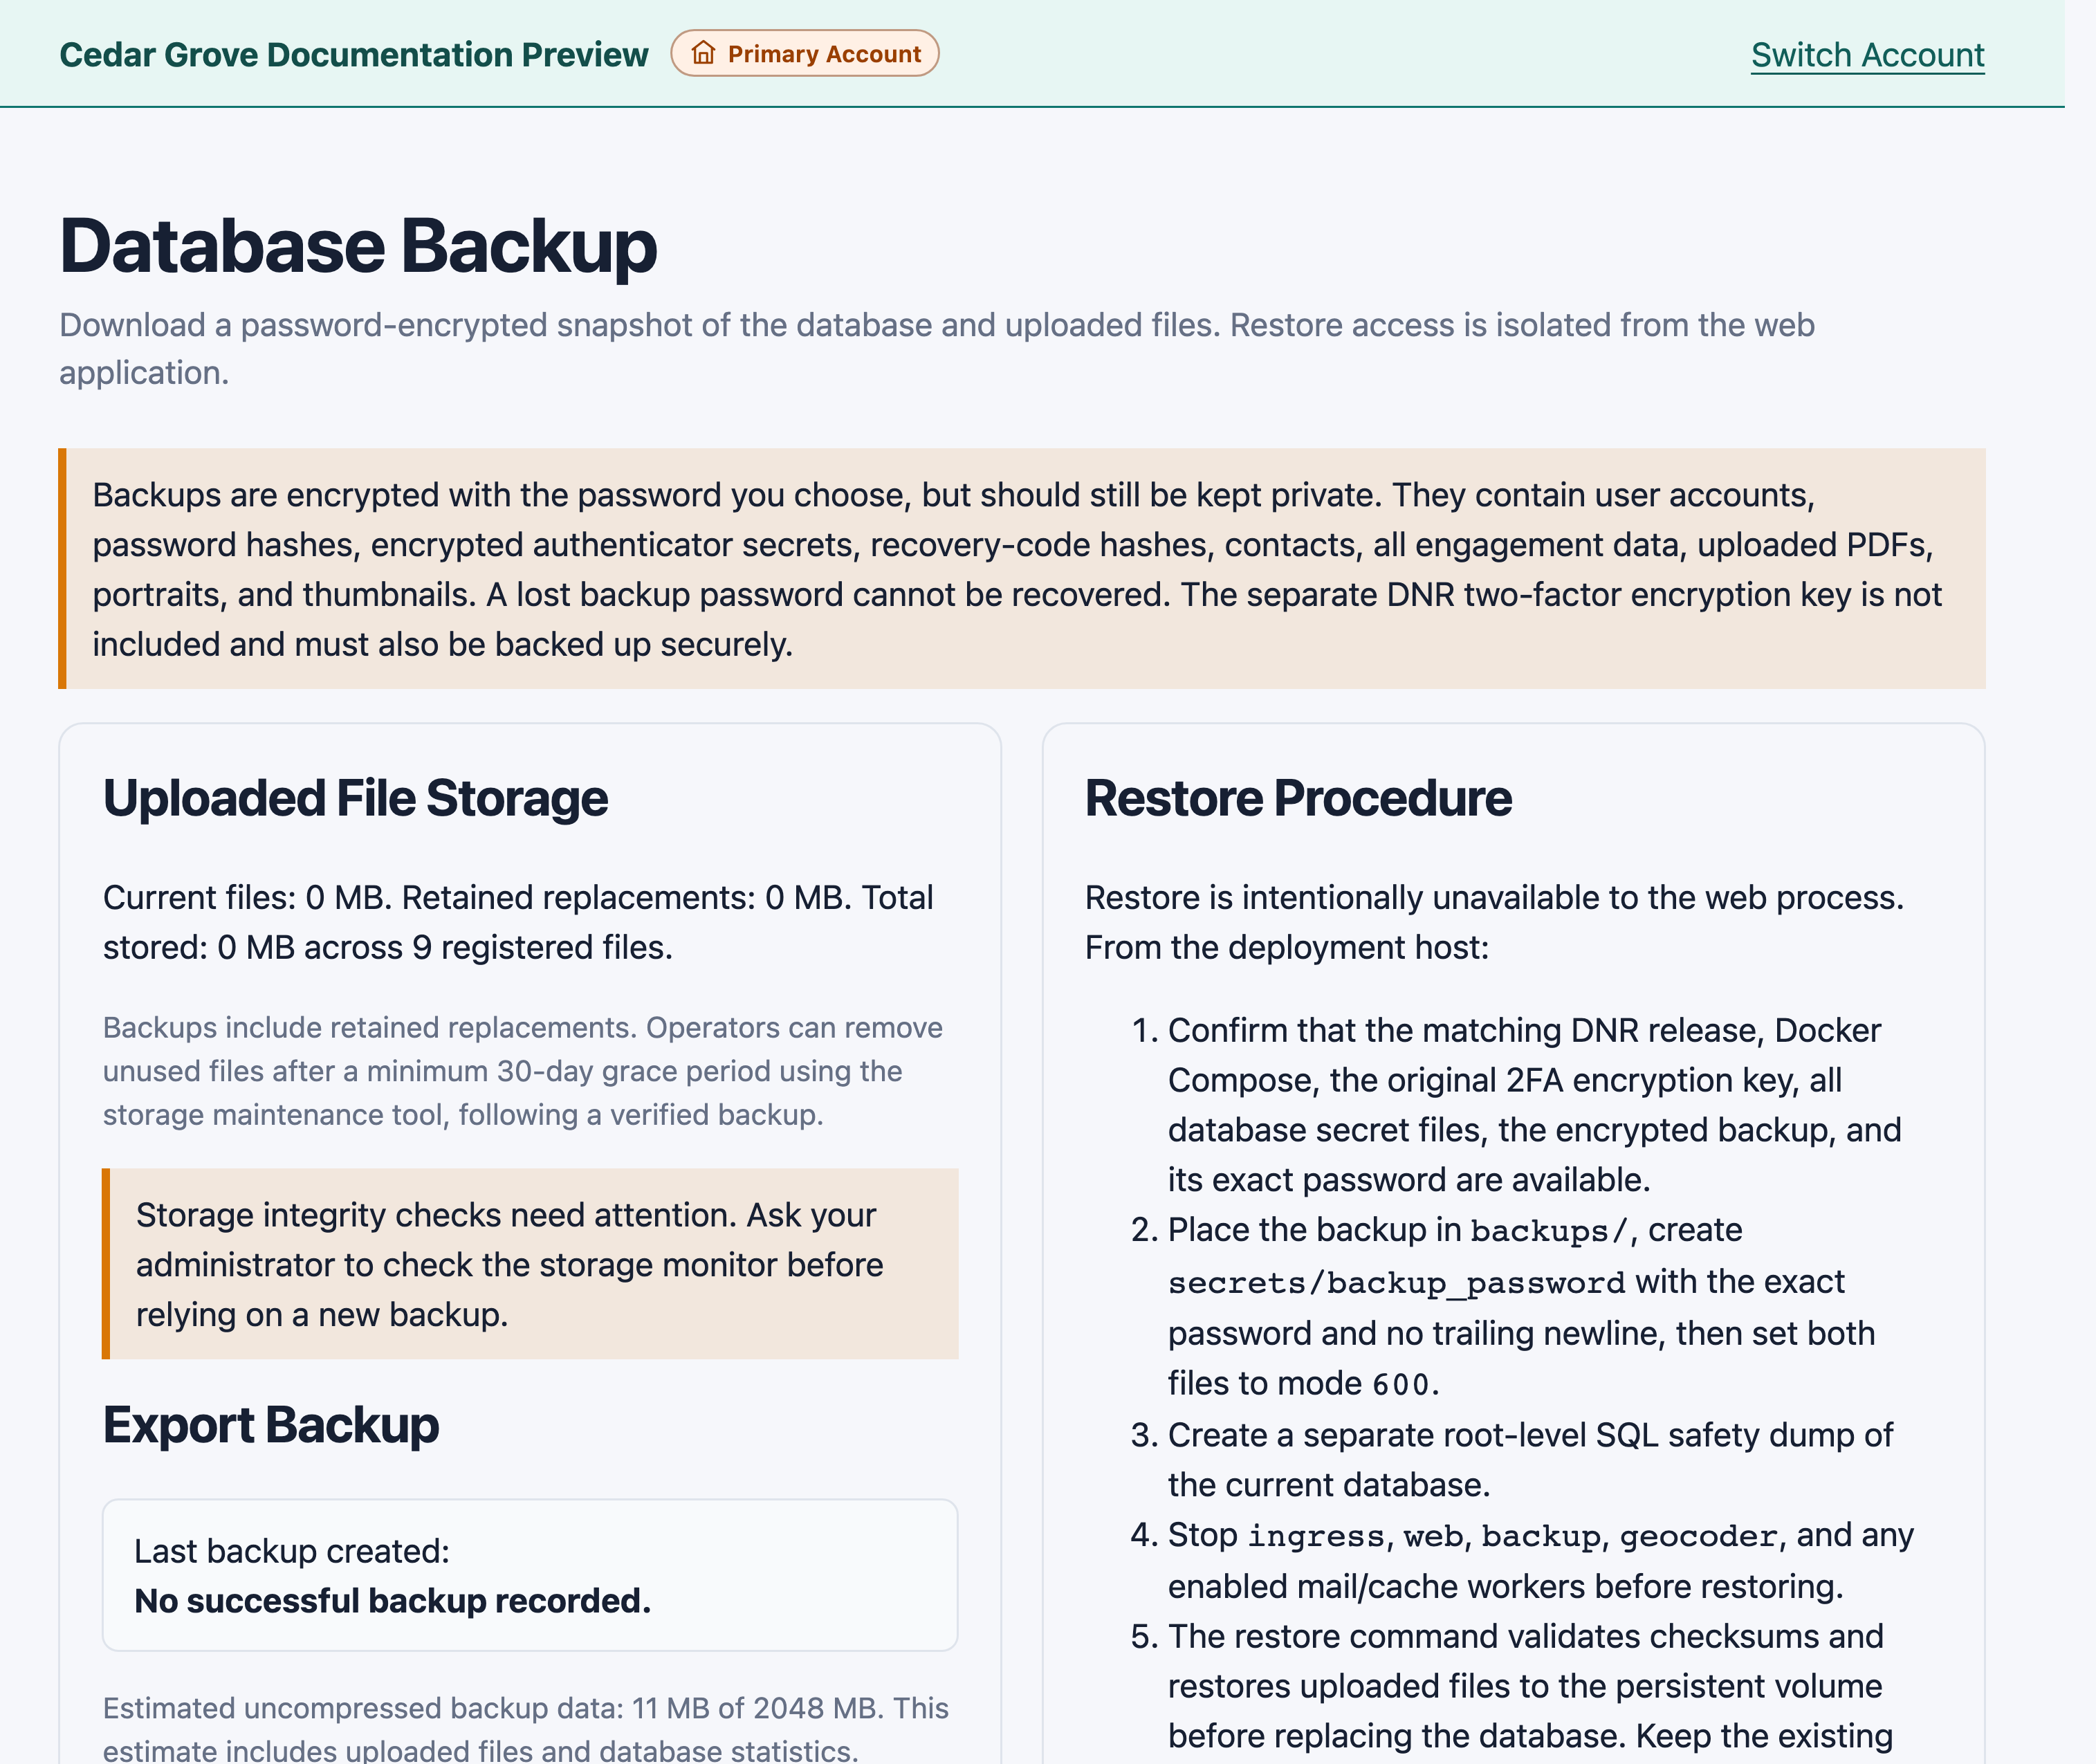 Cedar Grove Documentation Preview
Primary Account
Switch Account
Database Backup
Download a password-encrypted snapshot of the database and uploaded files. Restore access is isolated from the web
application.
Backups are encrypted with the password you choose, but should still be kept private. They contain user accounts,
password hashes, encrypted authenticator secrets, recovery-code hashes, contacts, all engagement data, uploaded PDFs,
portraits, and thumbnails. A lost backup password cannot be recovered. The separate DNR two-factor encryption key is not
included and must also be backed up securely.
Uploaded File Storage
Current files: 0 MB. Retained replacements: 0 MB. Total
stored: 0 MB across 9 registered files.
Backups include retained replacements. Operators can remove
unused files after a minimum 30-day grace period using the
storage maintenance tool, following a verified backup.
Storage integrity checks need attention. Ask your
administrator to check the storage monitor before
relying on a new backup.
Export Backup
Last backup created:
No successful backup recorded.
Estimated uncompressed backup data: 11 MB of 2048 MB. This
estimate includes uploaded files and database statistics.
Restore Procedure
Restore is intentionally unavailable to the web process.
From the deployment host:
1. Confirm that the matching DNR release, Docker
Compose, the original 2FA encryption key, all
database secret files, the encrypted backup, and
its exact password are available.
2. Place the backup in backups/, create
secrets/backup_password with the exact
password and no trailing newline, then set both
files to mode 600.
3. Create a separate root-level SQL safety dump of
the current database.
4. Stop ingress, web, backup, geocoder, and any
enabled mail/cache workers before restoring.
5. The restore command validates checksums and
restores uploaded files to the persistent volume
before replacing the database. Keep the existing